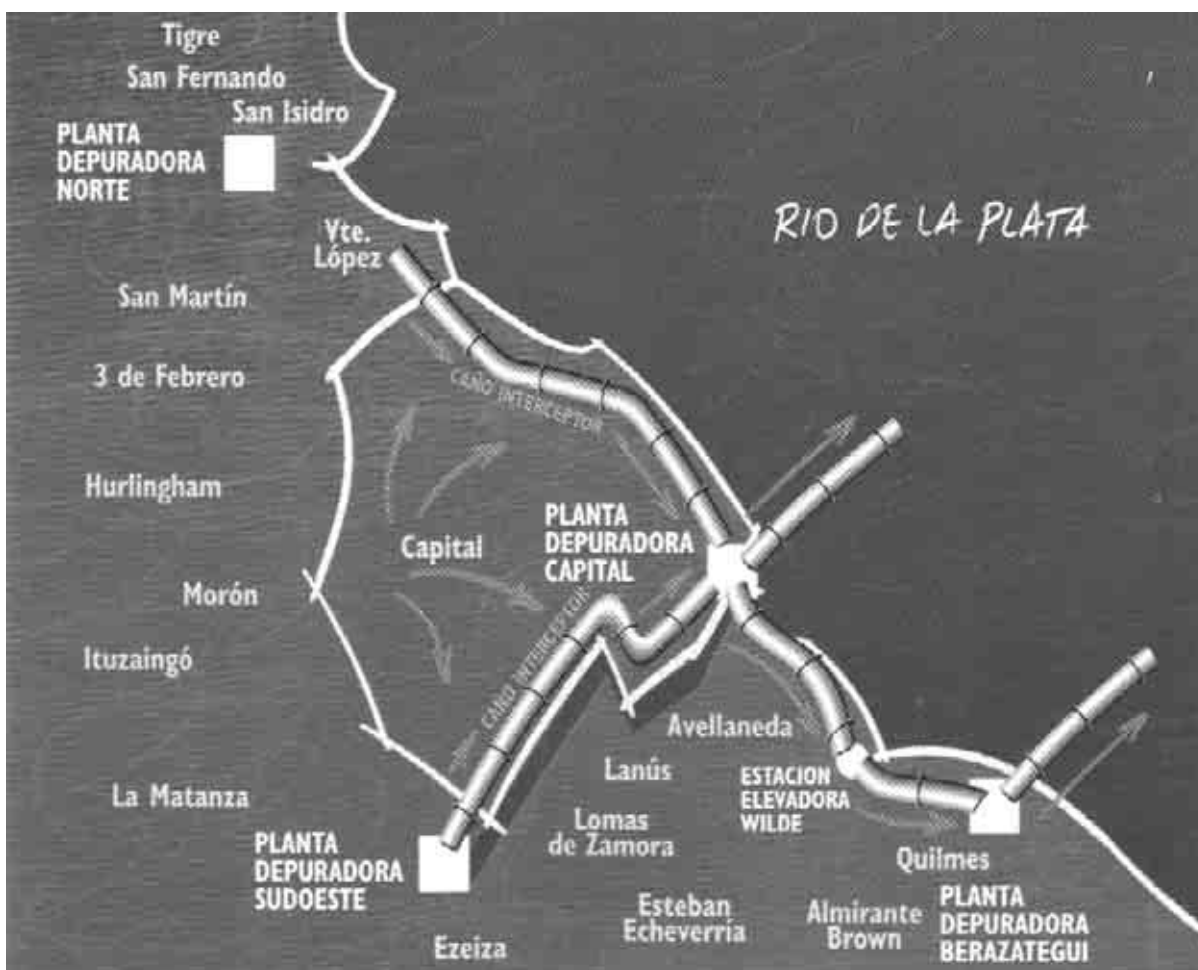 Tigre
San Fernando
San Isidro
PLANTA
DEPURADORA
NORTE
RIO DE LA PLATA
Vte.
López
San Martín
3 de Febrero
CAÑO INTERCEPTOR
Hurlingham
Capital
PLANTA
DEPURADORA
CAPITAL
Morón
CAÑO INTERCEPTOR
Ituzaingó
Avellaneda
Lanús
La Matanza
ESTACION
ELEVADORA
WILDE
Lomas
de Zamora
PLANTA
DEPURADORA
SUDOESTE
Quilmes
Esteban
Echeverría
Almirante
Brown
PLANTA
DEPURADORA
BERAZATEGUI
Ezeiza